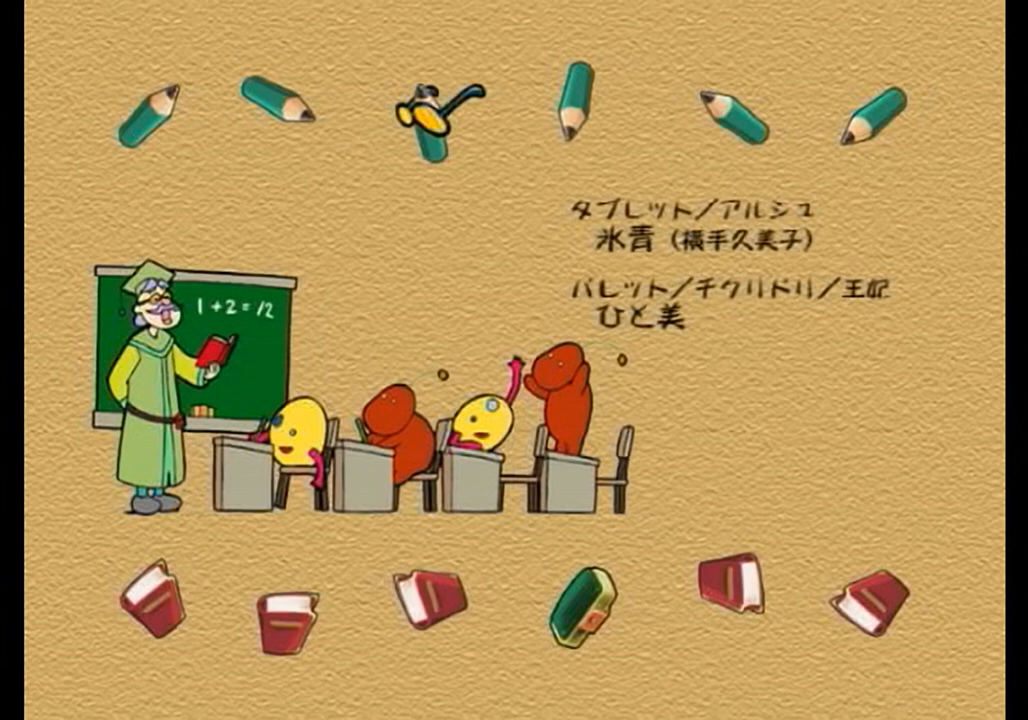 1+2=12
タブレット/アルシュ
氷青(横手久美子)
パレット/チクリドリ/王妃
ひと美